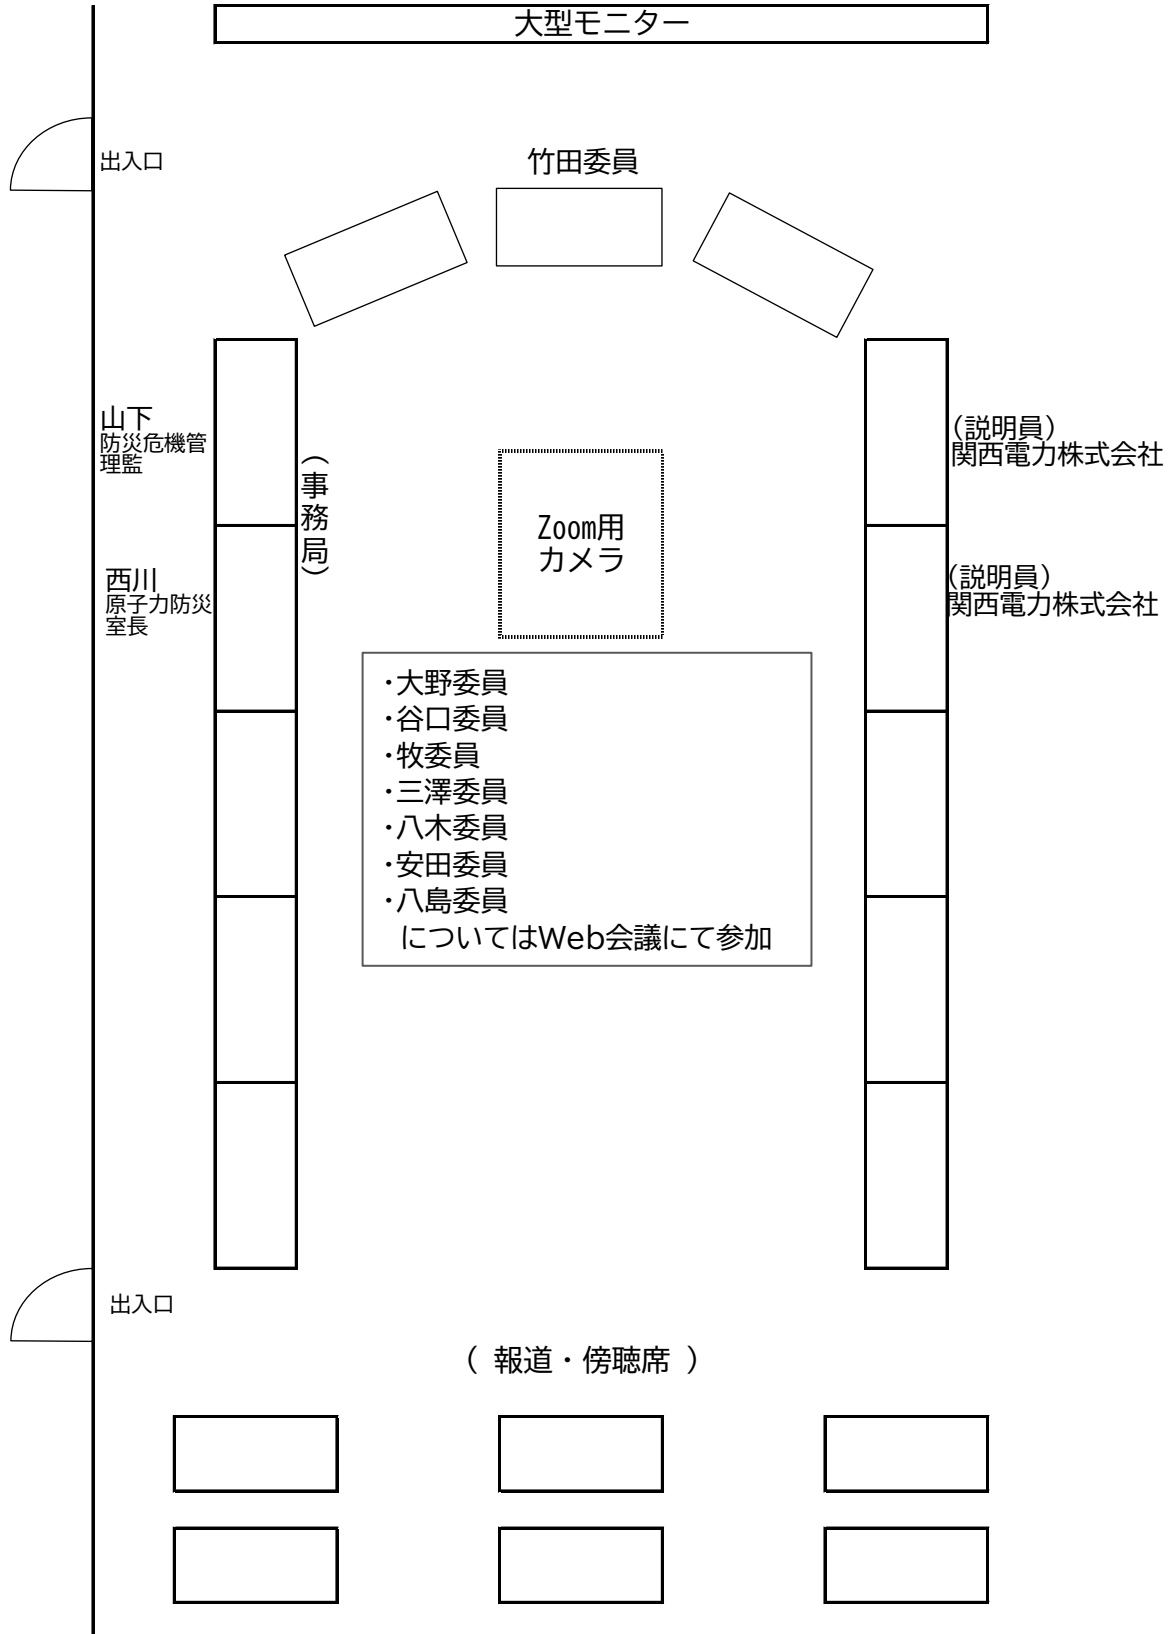 大型モニター
出入口
竹田委員
山下
防災危機管
理監
(事務局)
(説明員)
関西電力株式会社
Zoom用
カメラ
西川
原子力防災
室長
(説明員)
関西電力株式会社
・大野委員
・谷口委員
・牧委員
・三澤委員
・八木委員
・安田委員
・八島委員
についてはWeb会議にて参加
出入口
( 報道・傍聴席 )